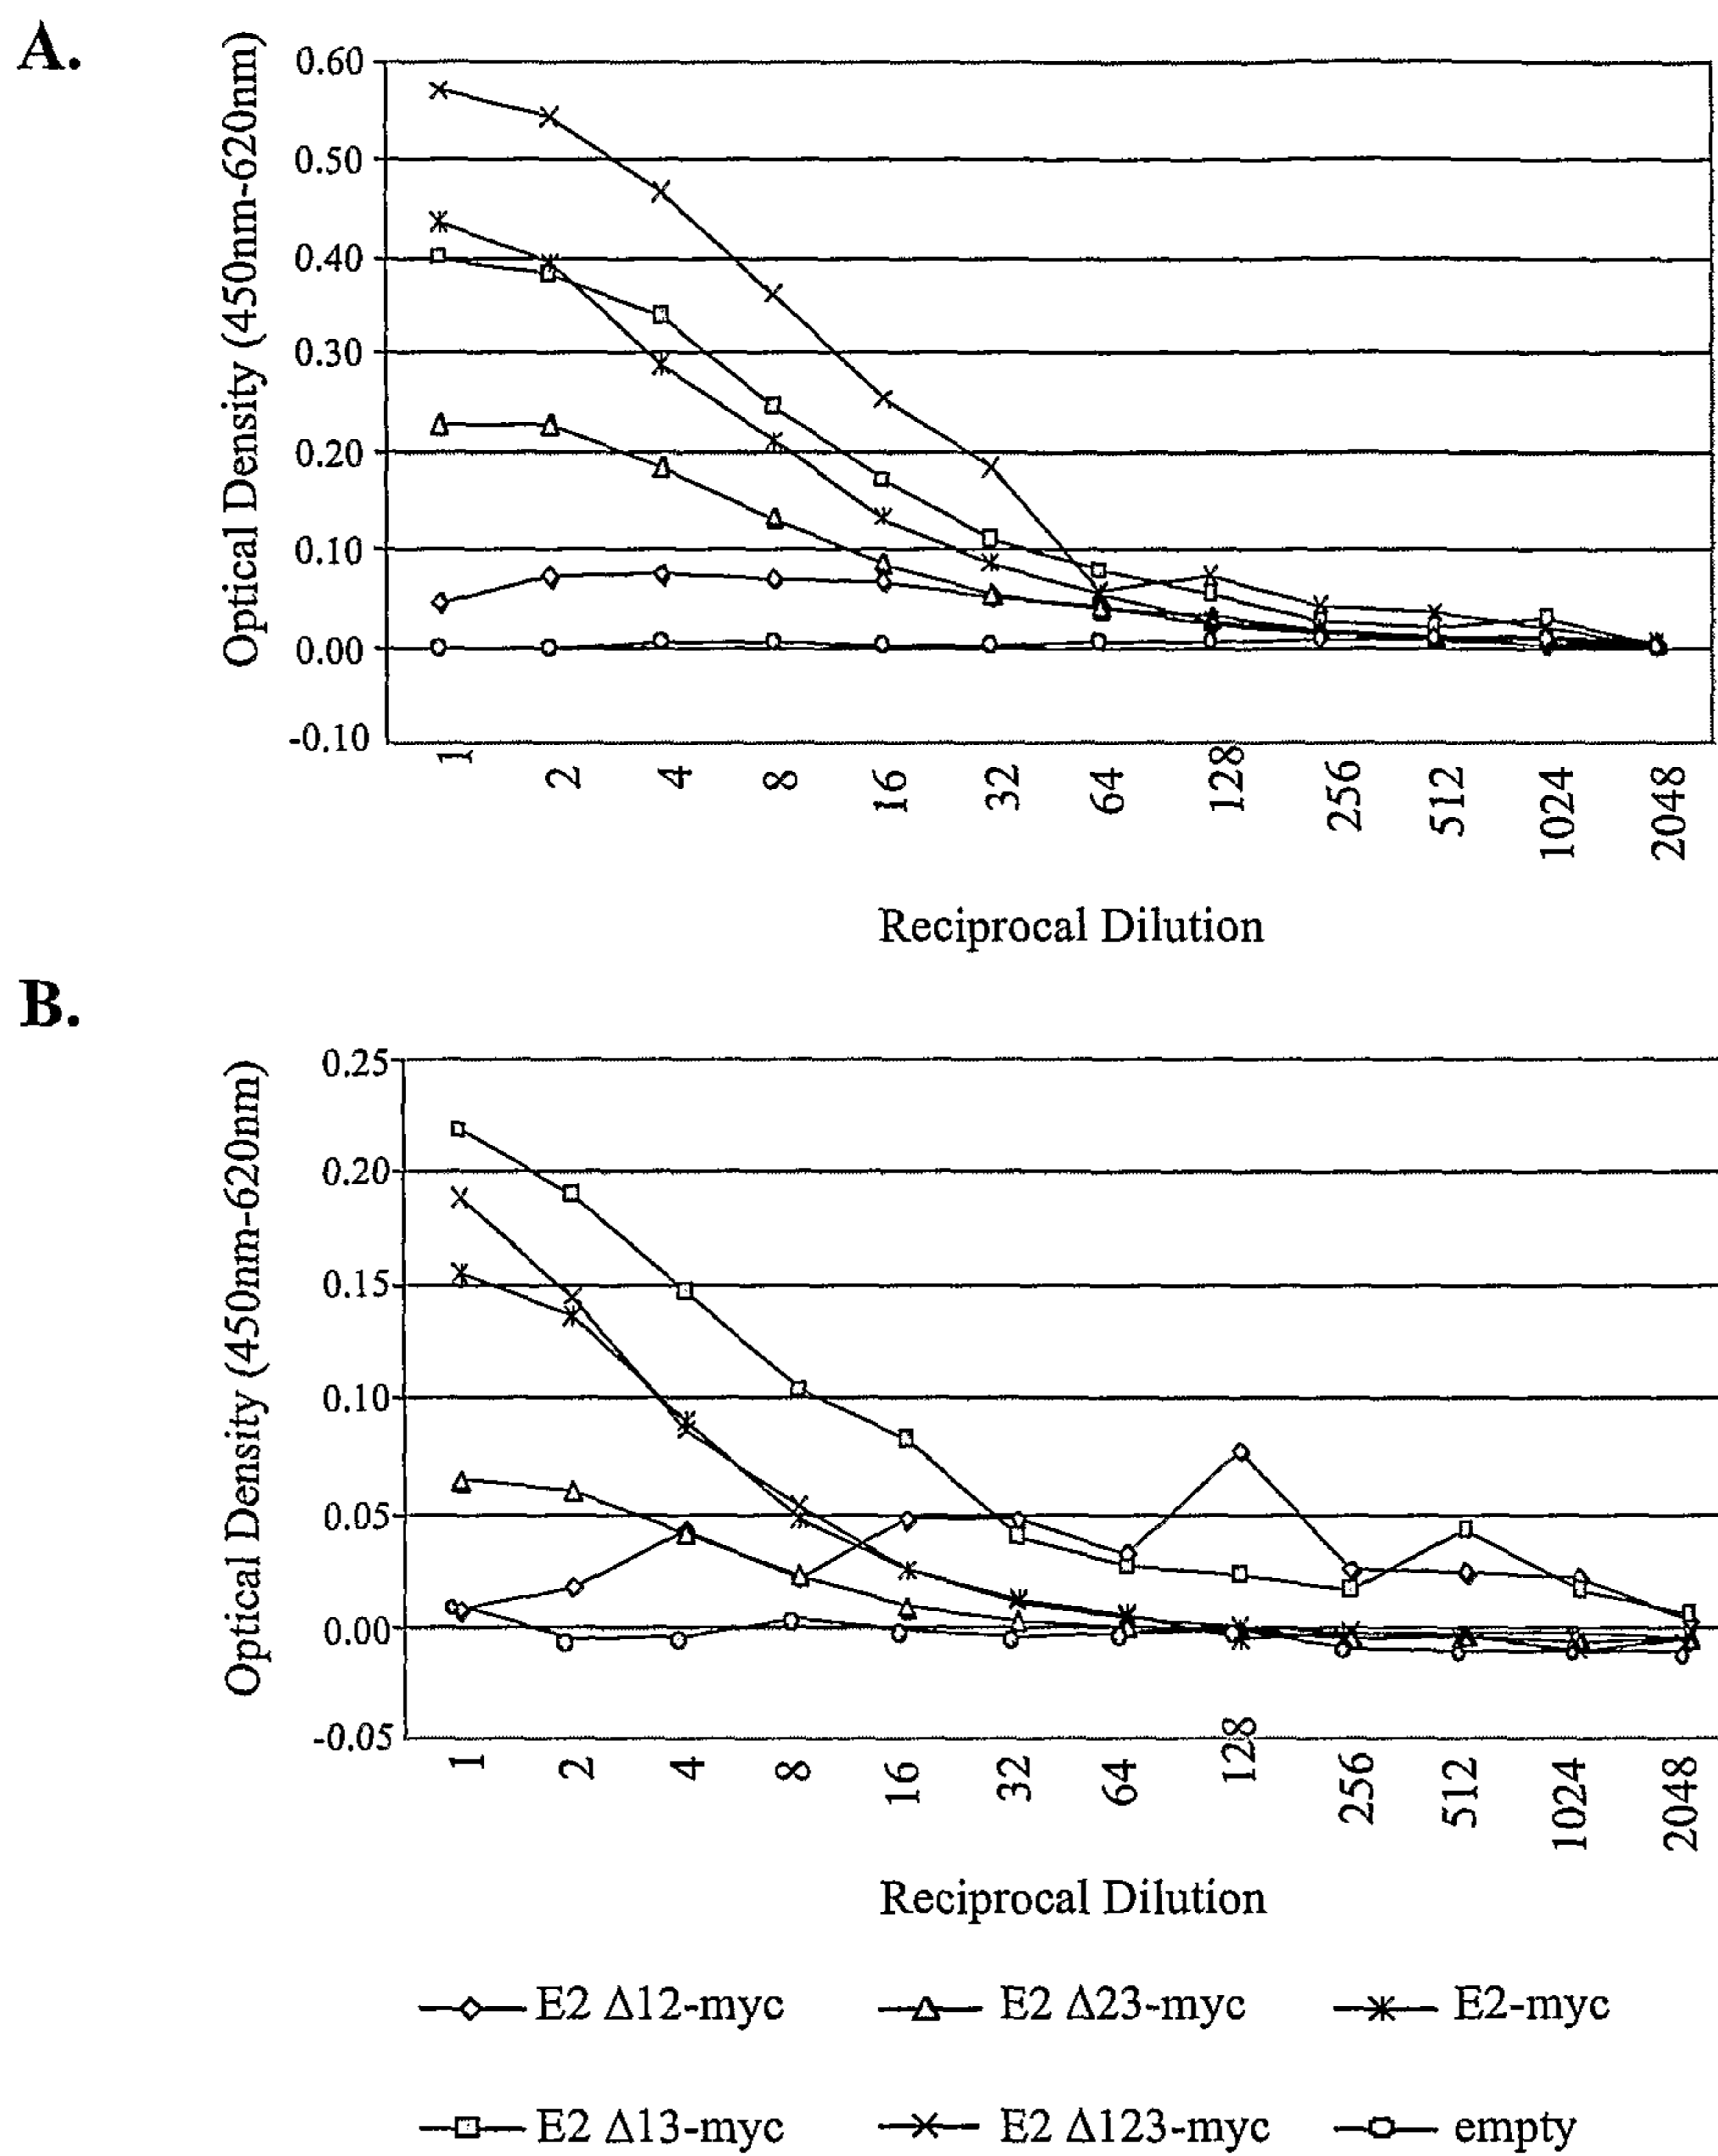 A.
Optical Density (450nm-620nm)
0.60
0.50
0.40
0.30
0.20
0.10
0.00
-0.10
1 2 4 8 16 32 64 128 256 512 1024 2048
Reciprocal Dilution
B.
Optical Density (450nm-620nm)
0.25
0.20
0.15
0.10
0.05
0.00
-0.05
1 2 4 8 16 32 64 128 256 512 1024 2048
Reciprocal Dilution
E2 Δ12-myc E2 Δ23-myc E2-myc
E2 Δ13-myc E2 Δ123-myc empty